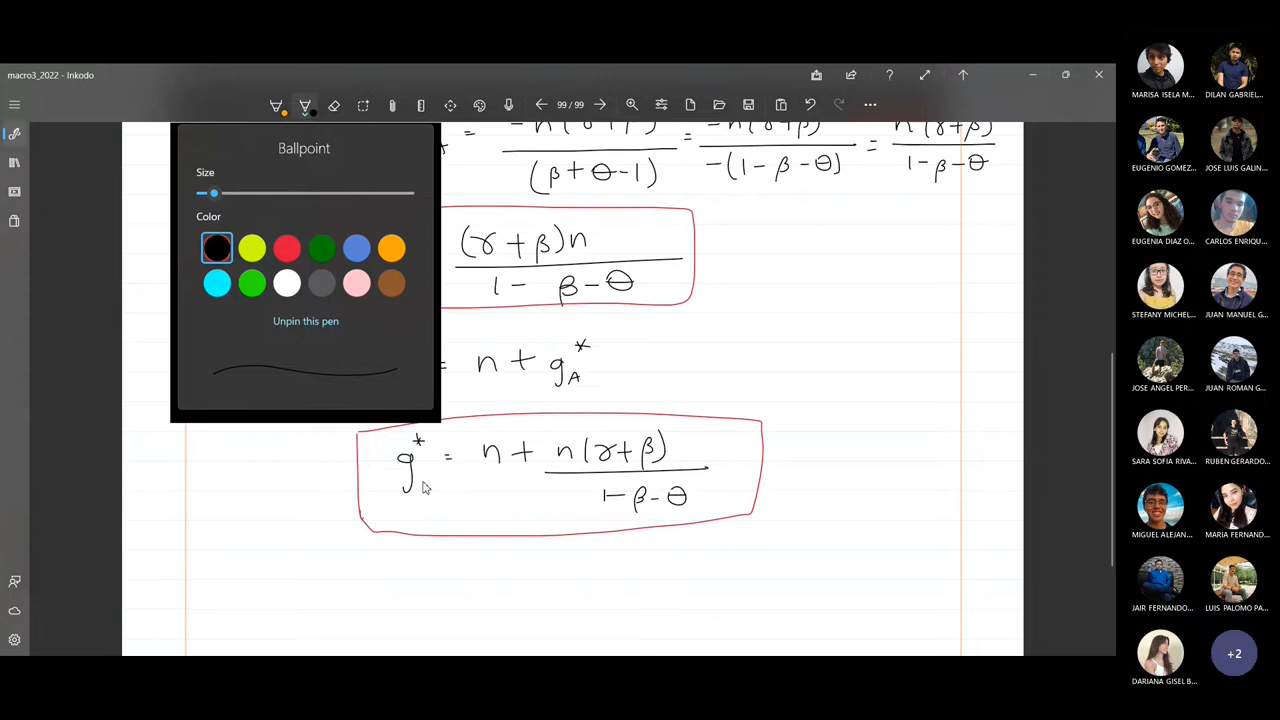 macro3_2022 - Inkodo
99 / 99
Ballpoint
Size
Color
Unpin this pen
= = -n(γ+β) = n(γ+β)
(β+θ-1) -(1-β-θ) 1-β-θ
(γ+β)n
1-β-θ
= n + g_A^*
g^* = n + n(γ+β)
1-β-θ
MARISA ISELA M...
DILAN GABRIEL...
EUGENIO GOMEZ...
JOSE LUIS GALIN...
EUGENIA DIAZ O...
CARLOS ENRIQU...
STEFANY MICHEL...
JUAN MANUEL G...
JOSE ANGEL PER...
JUAN ROMAN G...
SARA SOFIA RIVA...
RUBEN GERARDO...
MIGUEL ALEJAN...
MARIA FERNAND...
JAIR FERNANDO...
LUIS PALOMO PA...
DARIANA GISEL B...
+2